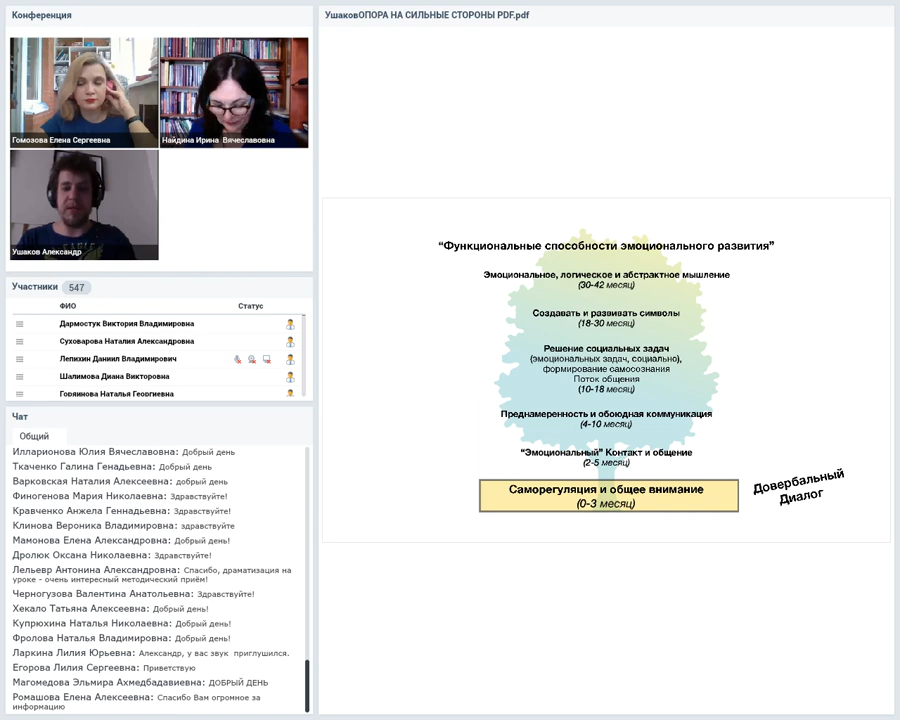 Конференция
Гомозова Елена Сергеевна
Найдина Ирина Вячеславовна
Ушаков Александр
Участники 547
ФИО Статус
Дармостук Виктория Владимировна
Суховарова Наталия Александровна
Лепихин Даниил Владимирович
Шалимова Диана Викторовна
Горяинова Наталья Георгиевна
Чат
Общий
Илларионова Юлия Вячеславовна: Добрый день
Ткаченко Галина Генадьевна: Добрый день
Варковская Наталия Алексеевна: добрый день
Финогенова Мария Николаевна: Здравствуйте!
Кравченко Анжела Геннадьевна: Здравствуйте!
Клинова Вероника Владимировна: здравствуйте
Мамонова Елена Александровна: Добрый день!
Дролюк Оксана Николаевна: Здравствуйте!
Лельевр Антонина Александровна: Спасибо, драматизация на
уроке - очень интересный методический приём!
Черногузова Валентина Анатольевна: Здравствуйте!
Хекало Татьяна Алексеевна: Добрый день!
Купрюхина Наталья Николаевна: Добрый день!
Фролова Наталья Владимировна: Добрый день!
Ларкина Лилия Юрьевна: Александр, у вас звук приглушился.
Егорова Лилия Сергеевна: Приветствую
Магомедова Эльмира Ахмедбадавиевна: ДОБРЫЙ ДЕНЬ
Ромашова Елена Алексеевна: Спасибо Вам огромное за
информацию
УшаковОПОРА НА СИЛЬНЫЕ СТОРОНЫ PDF.pdf
“Функциональные способности эмоционального развития”
Эмоциональное, логическое и абстрактное мышление
(30-42 месяц)
Создавать и развивать символы
(18-30 месяц)
Решение социальных задач
(эмоциональных задач, социально),
формирование самосознания
Поток общения
(10-18 месяц)
Преднамеренность и обоюдная коммуникация
(4-10 месяц)
“Эмоциональный” Контакт и общение
(2-5 месяц)
Саморегуляция и общее внимание
(0-3 месяц)
Довербальный
Диалог